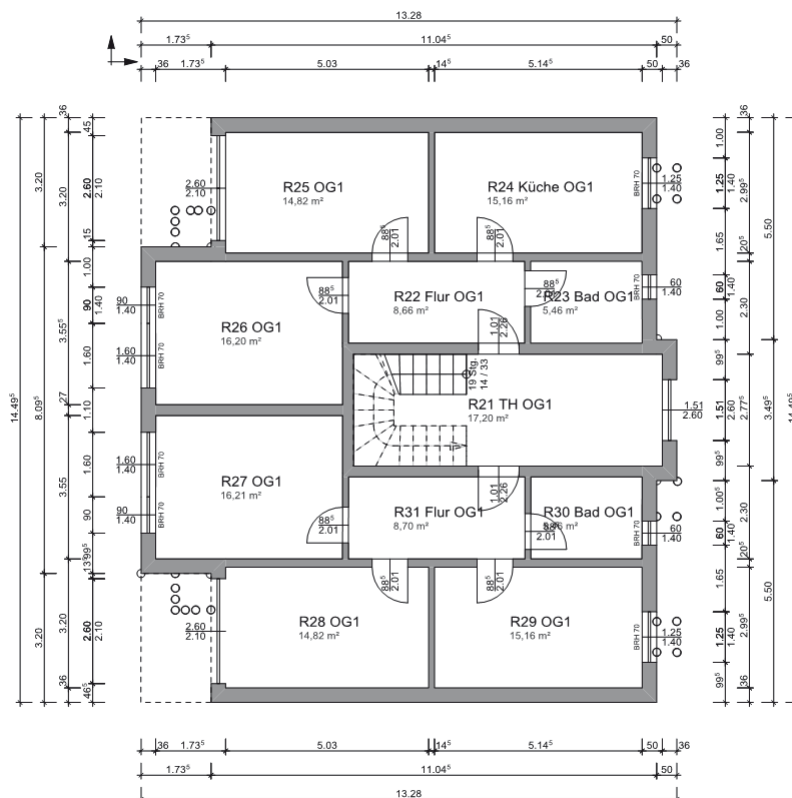 13.28
1.73⁵ 11.04⁵ 50
36 1.73⁵ 5.03 14⁵ 5.14⁵ 50 36
R25 OG1
14,82 m²
R24 Küche OG1
15,16 m²
2.60
2.10
BRH 70
1.25
1.40
88⁵
2.01
88⁵
2.01
R26 OG1
16,20 m²
R22 Flur OG1
8,66 m²
R23 Bad OG1
5,46 m²
88⁵
2.01
88⁵
60
1.40
90
1.40
BRH 70
1.60
1.40
BRH 70
1.01
2.26
19 Stg.
14 / 33
R21 TH OG1
17,20 m²
1.51
2.60
R27 OG1
16,21 m²
1.60
1.40
BRH 70
90
1.40
BRH 70
1.01
2.26
R31 Flur OG1
8,70 m²
R30 Bad OG1
88⁵
2.01
88⁵
2.01
60
1.40
88⁵
2.01
88⁵
2.01
R28 OG1
14,82 m²
R29 OG1
15,16 m²
2.60
2.10
BRH 70
1.25
1.40
14.49⁵
3.20 8.09⁵ 3.20
36 3.20 3.55⁵ 27 3.55 3.20 36
45 2.60 2.10 15 1.00 90 1.40 1.60 1.10 1.60 90 13⁵ 99⁵ 2.60 2.10 46⁵
1.00 1.25 1.40 1.65 60 1.40 1.00 99⁵ 1.51 2.60 99⁵ 1.00⁵ 60 1.40 1.65 1.25 1.40 99⁵
36 2.99⁵ 20⁵ 2.30 2.77⁵ 2.30 20⁵ 2.99⁵ 36
5.50 3.49⁵ 5.50
14.49⁵
36 1.73⁵ 5.03 14⁵ 5.14⁵ 50 36
1.73⁵ 11.04⁵ 50
13.28